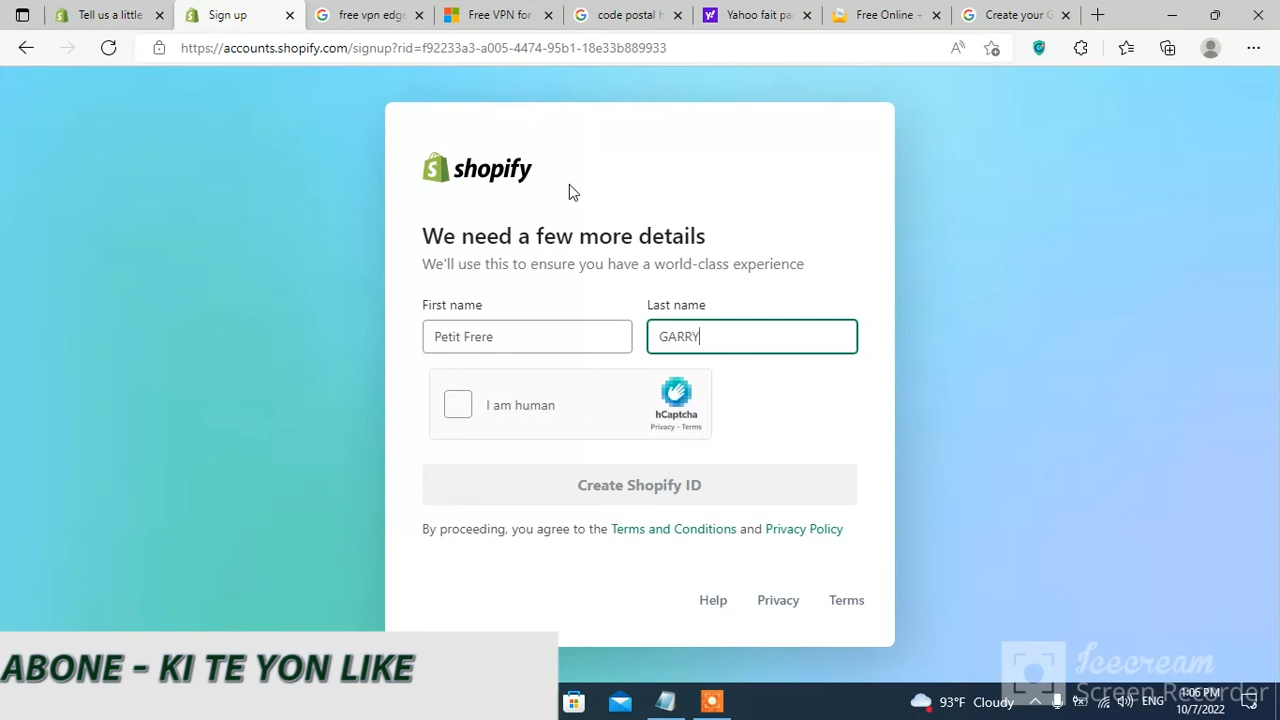 Tell us a little
Sign up
free vpn edge
Free VPN for
code postal h
Yahoo fait pa
Free Online
Create your G
https://accounts.shopify.com/signup?rid=f92233a3-a005-4474-95b1-18e33b889933
shopify
We need a few more details
We'll use this to ensure you have a world-class experience
First name
Last name
Petit Frere
GARRY
I am human
hCaptcha
Privacy - Terms
Create Shopify ID
By proceeding, you agree to the Terms and Conditions and Privacy Policy
Help
Privacy
Terms
ABONE - KI TE YON LIKE
Icecream
Screen Recorder
93°F Cloudy
ENG
1:06 PM
10/7/2022